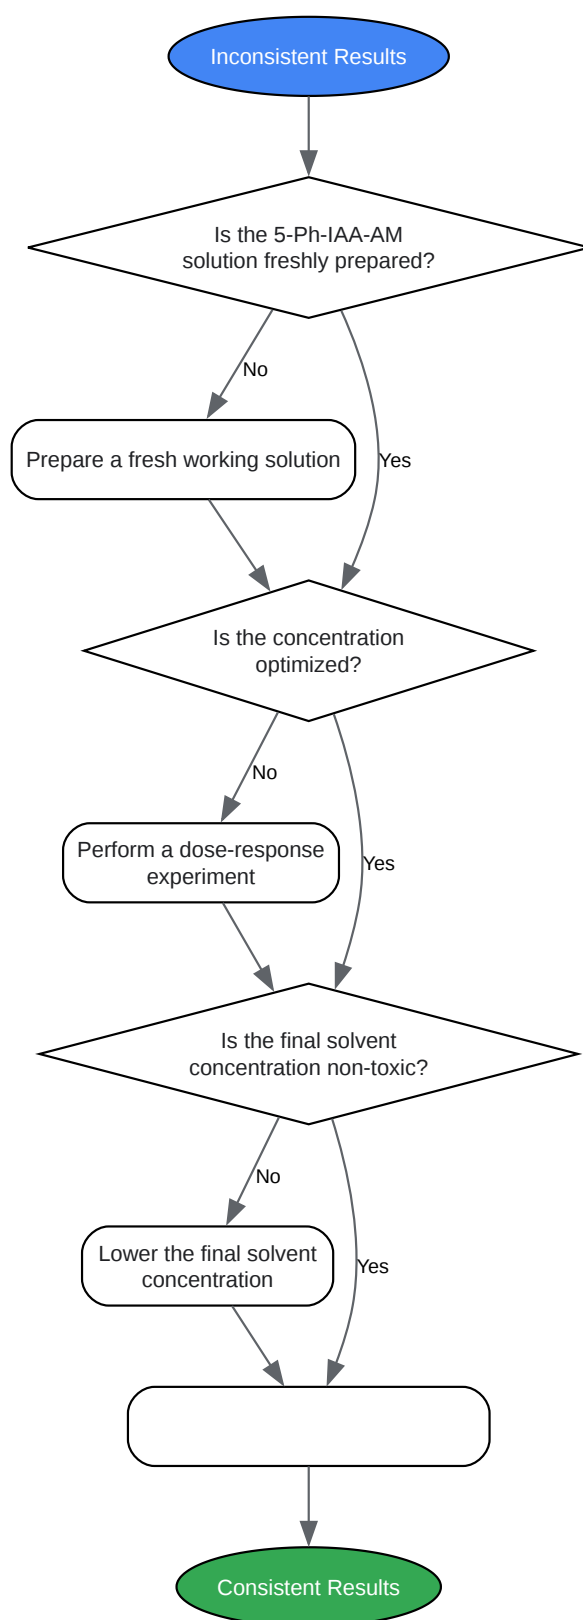 Inconsistent Results
Is the 5-Ph-IAA-AM
solution freshly prepared?
No
Prepare a fresh working solution
Yes
Is the concentration
optimized?
No
Perform a dose-response
experiment
Yes
Is the final solvent
concentration non-toxic?
No
Lower the final solvent
concentration
Yes
Consistent Results